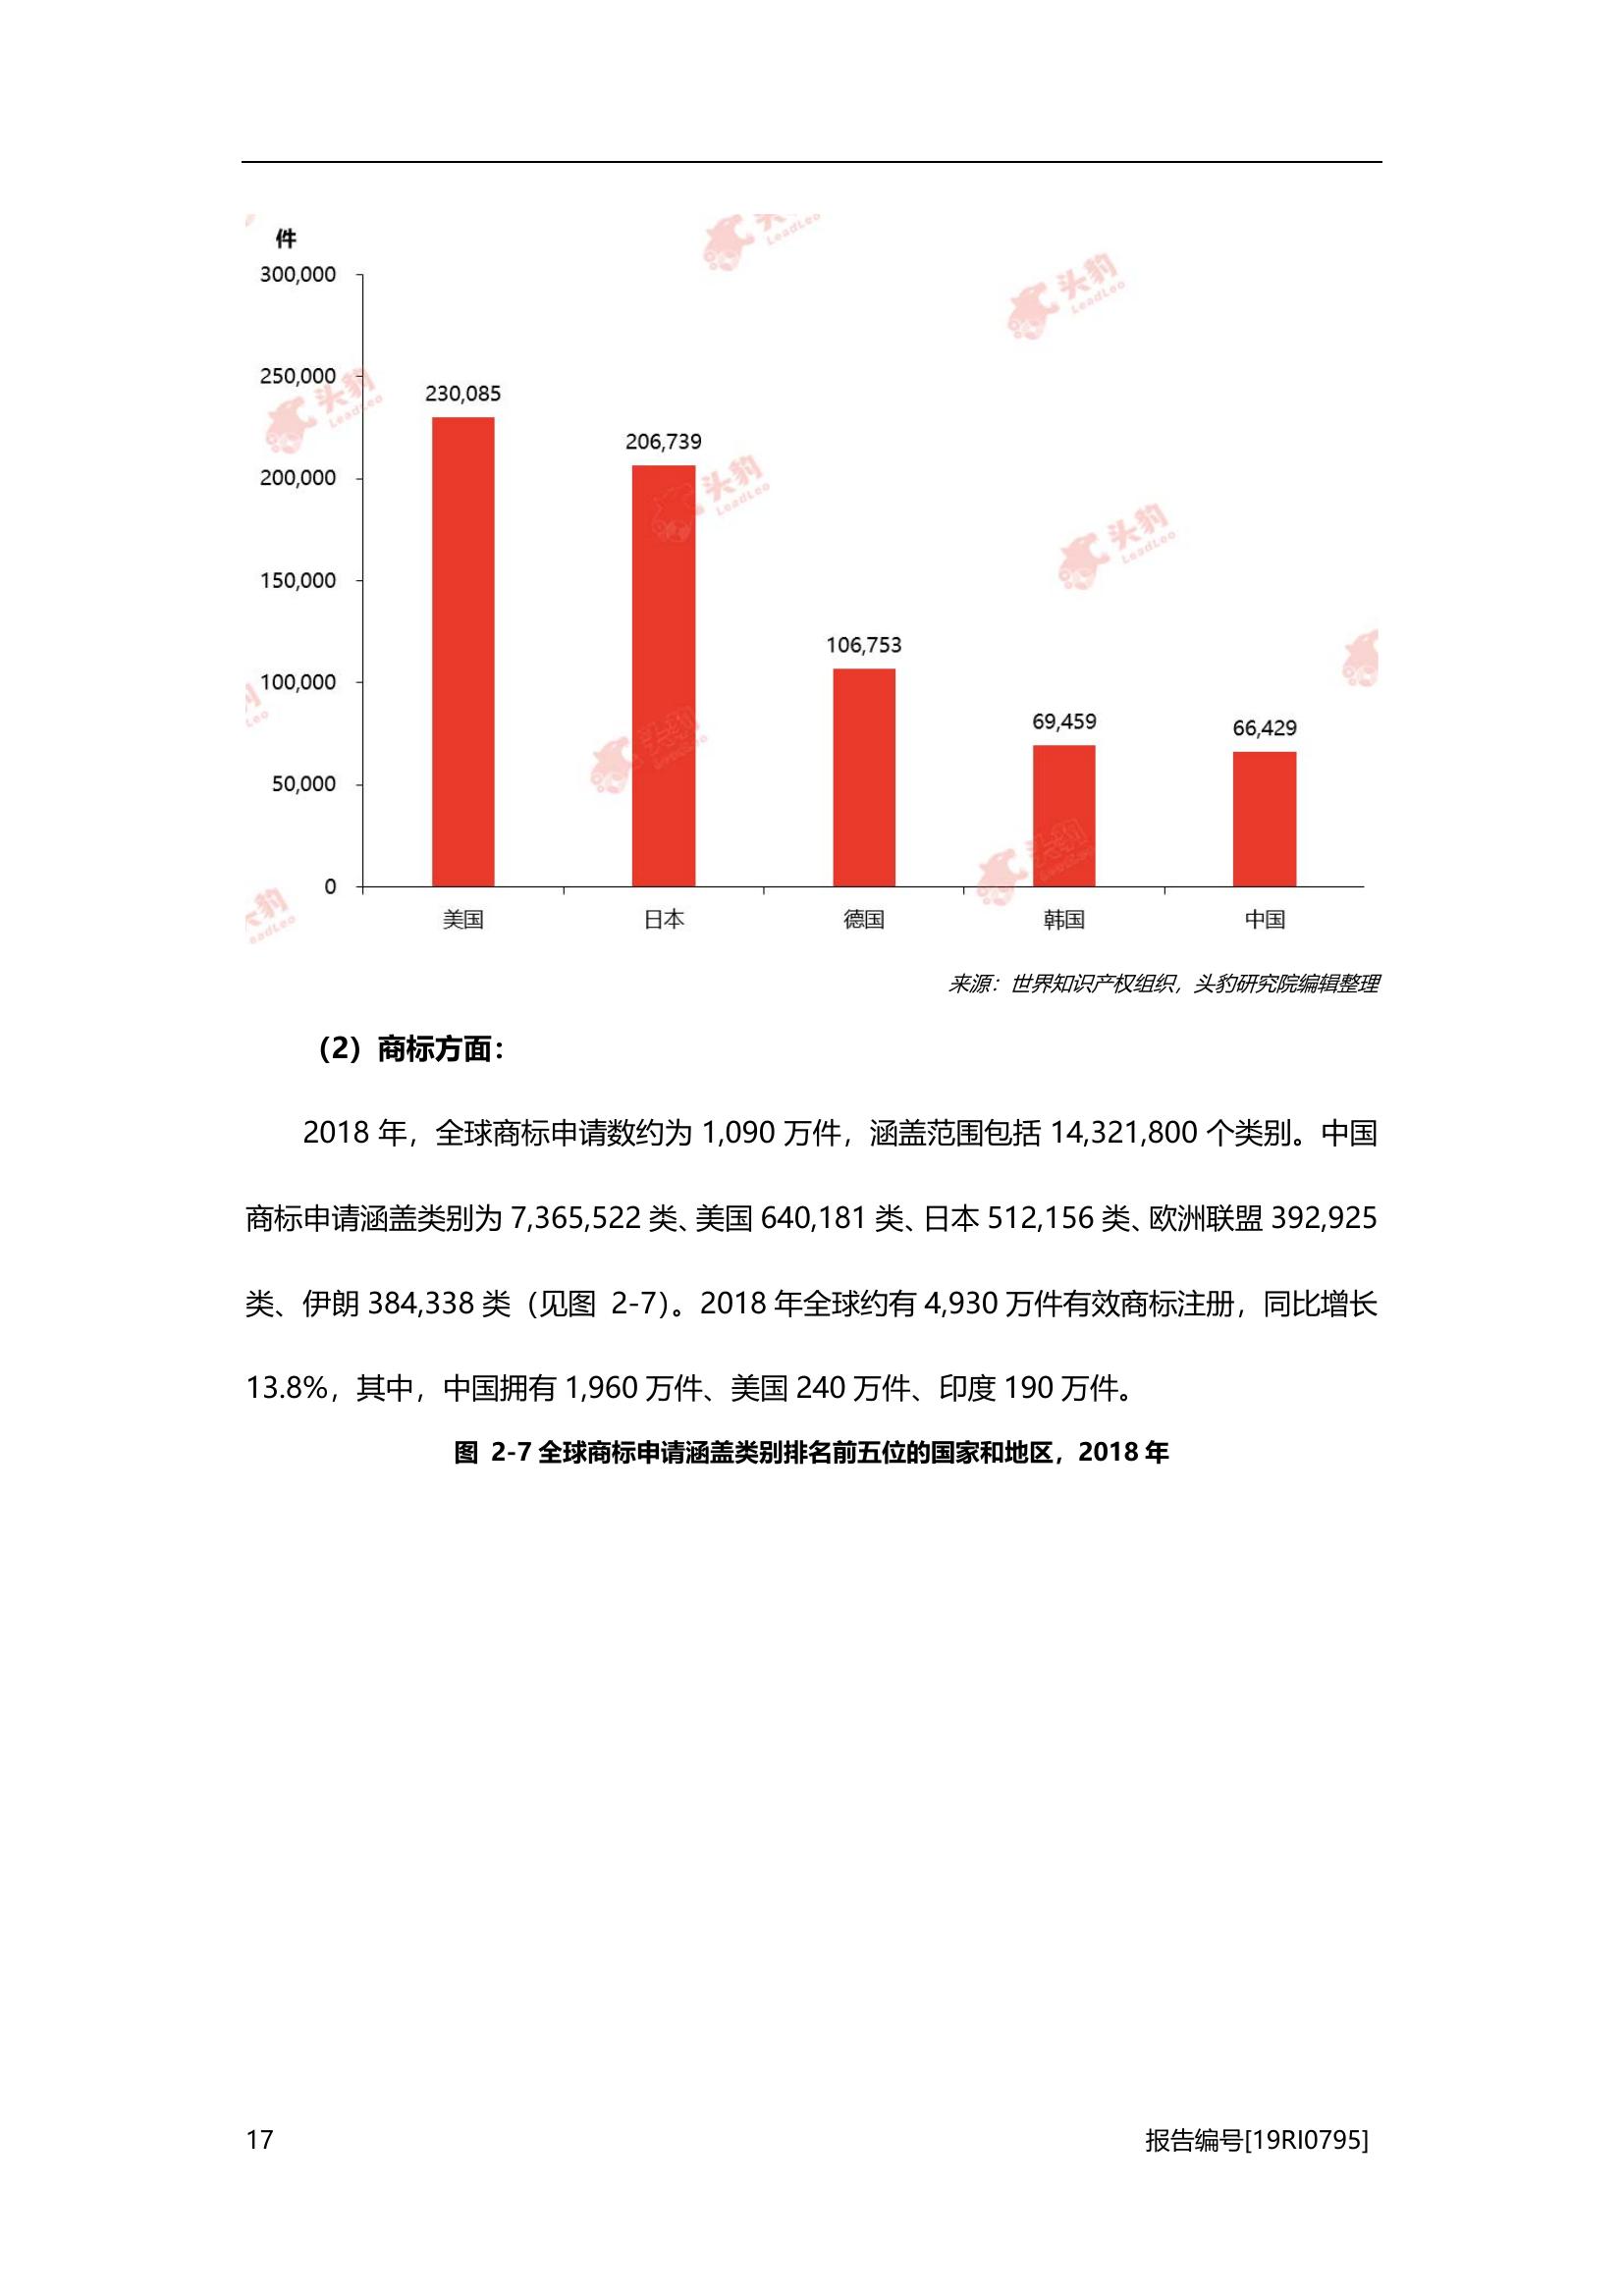 件
300,000
250,000
200,000
150,000
100,000
50,000
0
230,085
206,739
106,753
69,459
66,429
美国
日本
德国
韩国
中国
头豹
LeadLeo
来源：世界知识产权组织，头豹研究院编辑整理
（2）商标方面：
2018 年，全球商标申请数约为 1,090 万件，涵盖范围包括 14,321,800 个类别。中国
商标申请涵盖类别为 7,365,522 类、美国 640,181 类、日本 512,156 类、欧洲联盟 392,925
类、伊朗 384,338 类（见图 2-7）。2018 年全球约有 4,930 万件有效商标注册，同比增长
13.8%，其中，中国拥有 1,960 万件、美国 240 万件、印度 190 万件。
图 2-7 全球商标申请涵盖类别排名前五位的国家和地区，2018 年
17
报告编号[19RI0795]